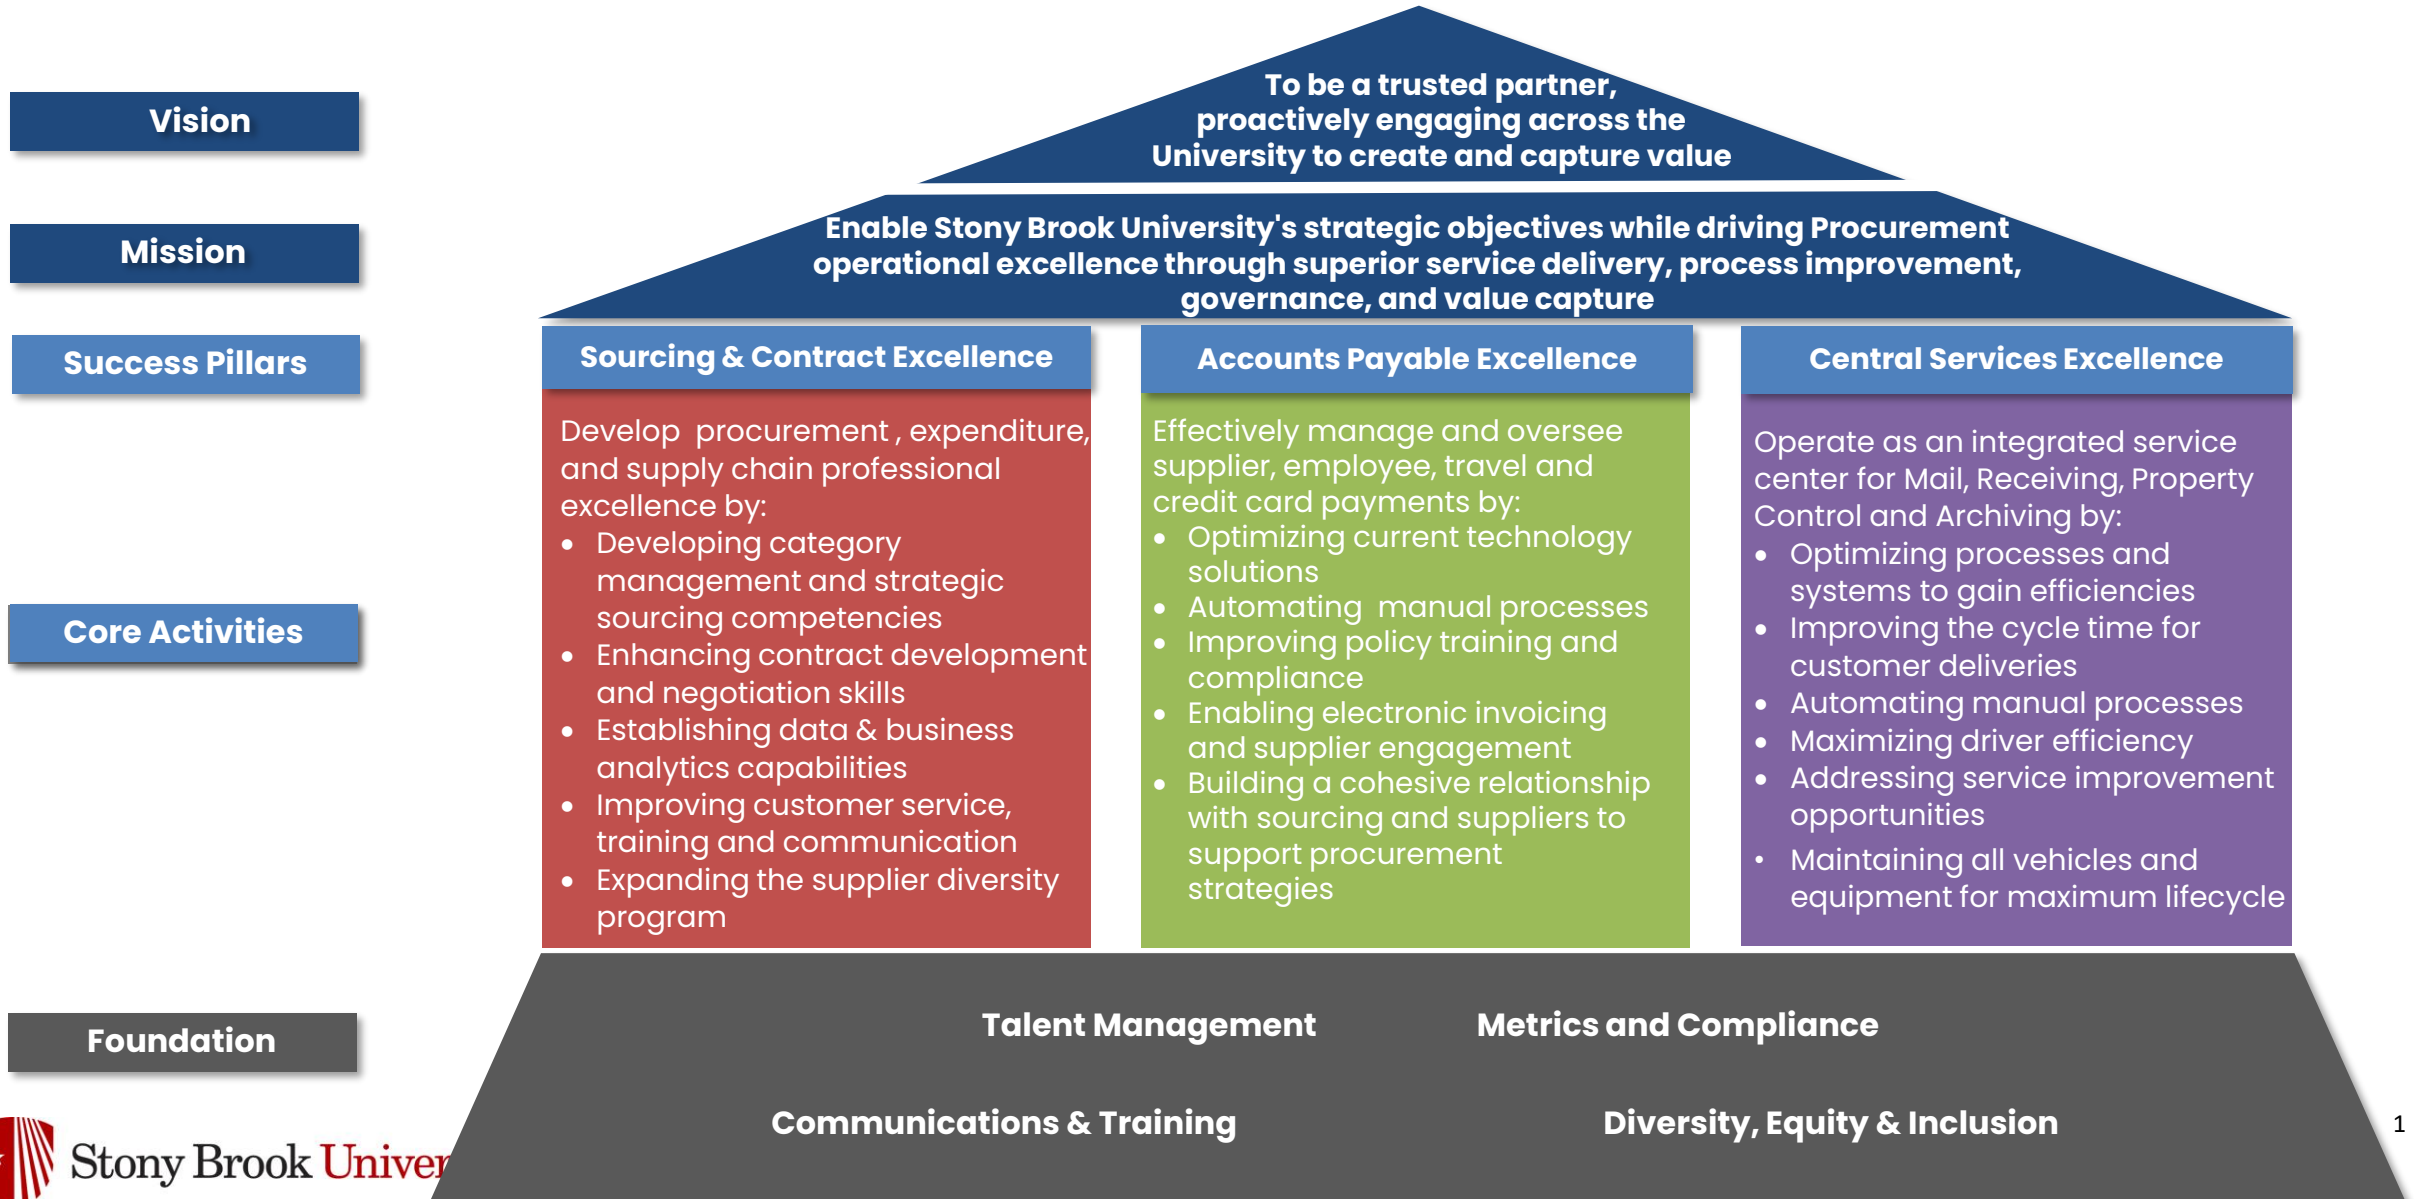 Vision
To be a trusted partner,
proactively engaging across the
University to create and capture value
Mission
Enable Stony Brook University's strategic objectives while driving Procurement
operational excellence through superior service delivery, process improvement,
governance, and value capture
Success Pillars
Sourcing & Contract Excellence
Accounts Payable Excellence
Central Services Excellence
Core Activities
Develop procurement , expenditure,
and supply chain professional
excellence by:
• Developing category
management and strategic
sourcing competencies
• Enhancing contract development
and negotiation skills
• Establishing data & business
analytics capabilities
• Improving customer service,
training and communication
• Expanding the supplier diversity
program
Effectively manage and oversee
supplier, employee, travel and
credit card payments by:
• Optimizing current technology
solutions
• Automating manual processes
• Improving policy training and
compliance
• Enabling electronic invoicing
and supplier engagement
• Building a cohesive relationship
with sourcing and suppliers to
support procurement
strategies
Operate as an integrated service
center for Mail, Receiving, Property
Control and Archiving by:
• Optimizing processes and
systems to gain efficiencies
• Improving the cycle time for
customer deliveries
• Automating manual processes
• Maximizing driver efficiency
• Addressing service improvement
opportunities
• Maintaining all vehicles and
equipment for maximum lifecycle
Foundation
Talent Management
Metrics and Compliance
Communications & Training
Diversity, Equity & Inclusion
Stony Brook Univer
1